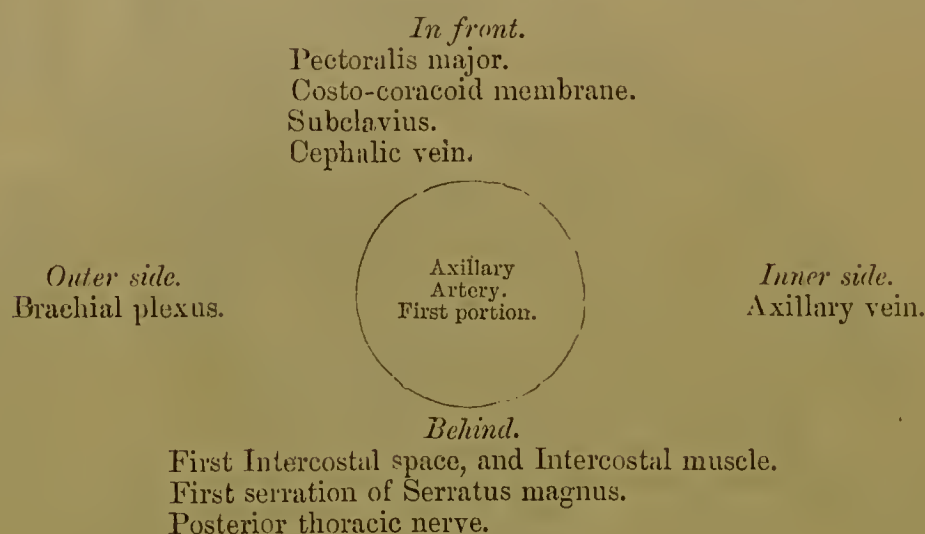 In front.
Pectoralis major.
Costo-coracoid membrane.
Subclavius.
Cephalic vein.
Outer side.
Brachial plexus.
Axillary
Artery.
First portion.
Inner side.
Axillary vein.
Behind.
First Intercostal space, and Intercostal muscle.
First serration of Serratus magnus.
Posterior thoracic nerve.